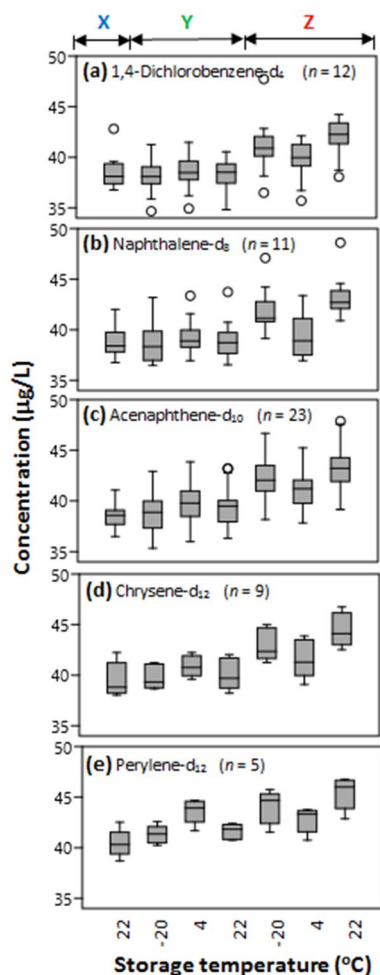 X Y Z
(a) 1,4-Dichlorobenzene-d₄ (n = 12)
50
45
40
35
(b) Naphthalene-d₈ (n = 11)
50
45
40
35
(c) Acenaphthene-d₁₀ (n = 23)
50
45
40
35
(d) Chrysene-d₁₂ (n = 9)
50
45
40
35
(e) Perylene-d₁₂ (n = 5)
50
45
40
35
Concentration (µg/L)
22 -20 4 22 -20 4 22
Storage temperature (°C)